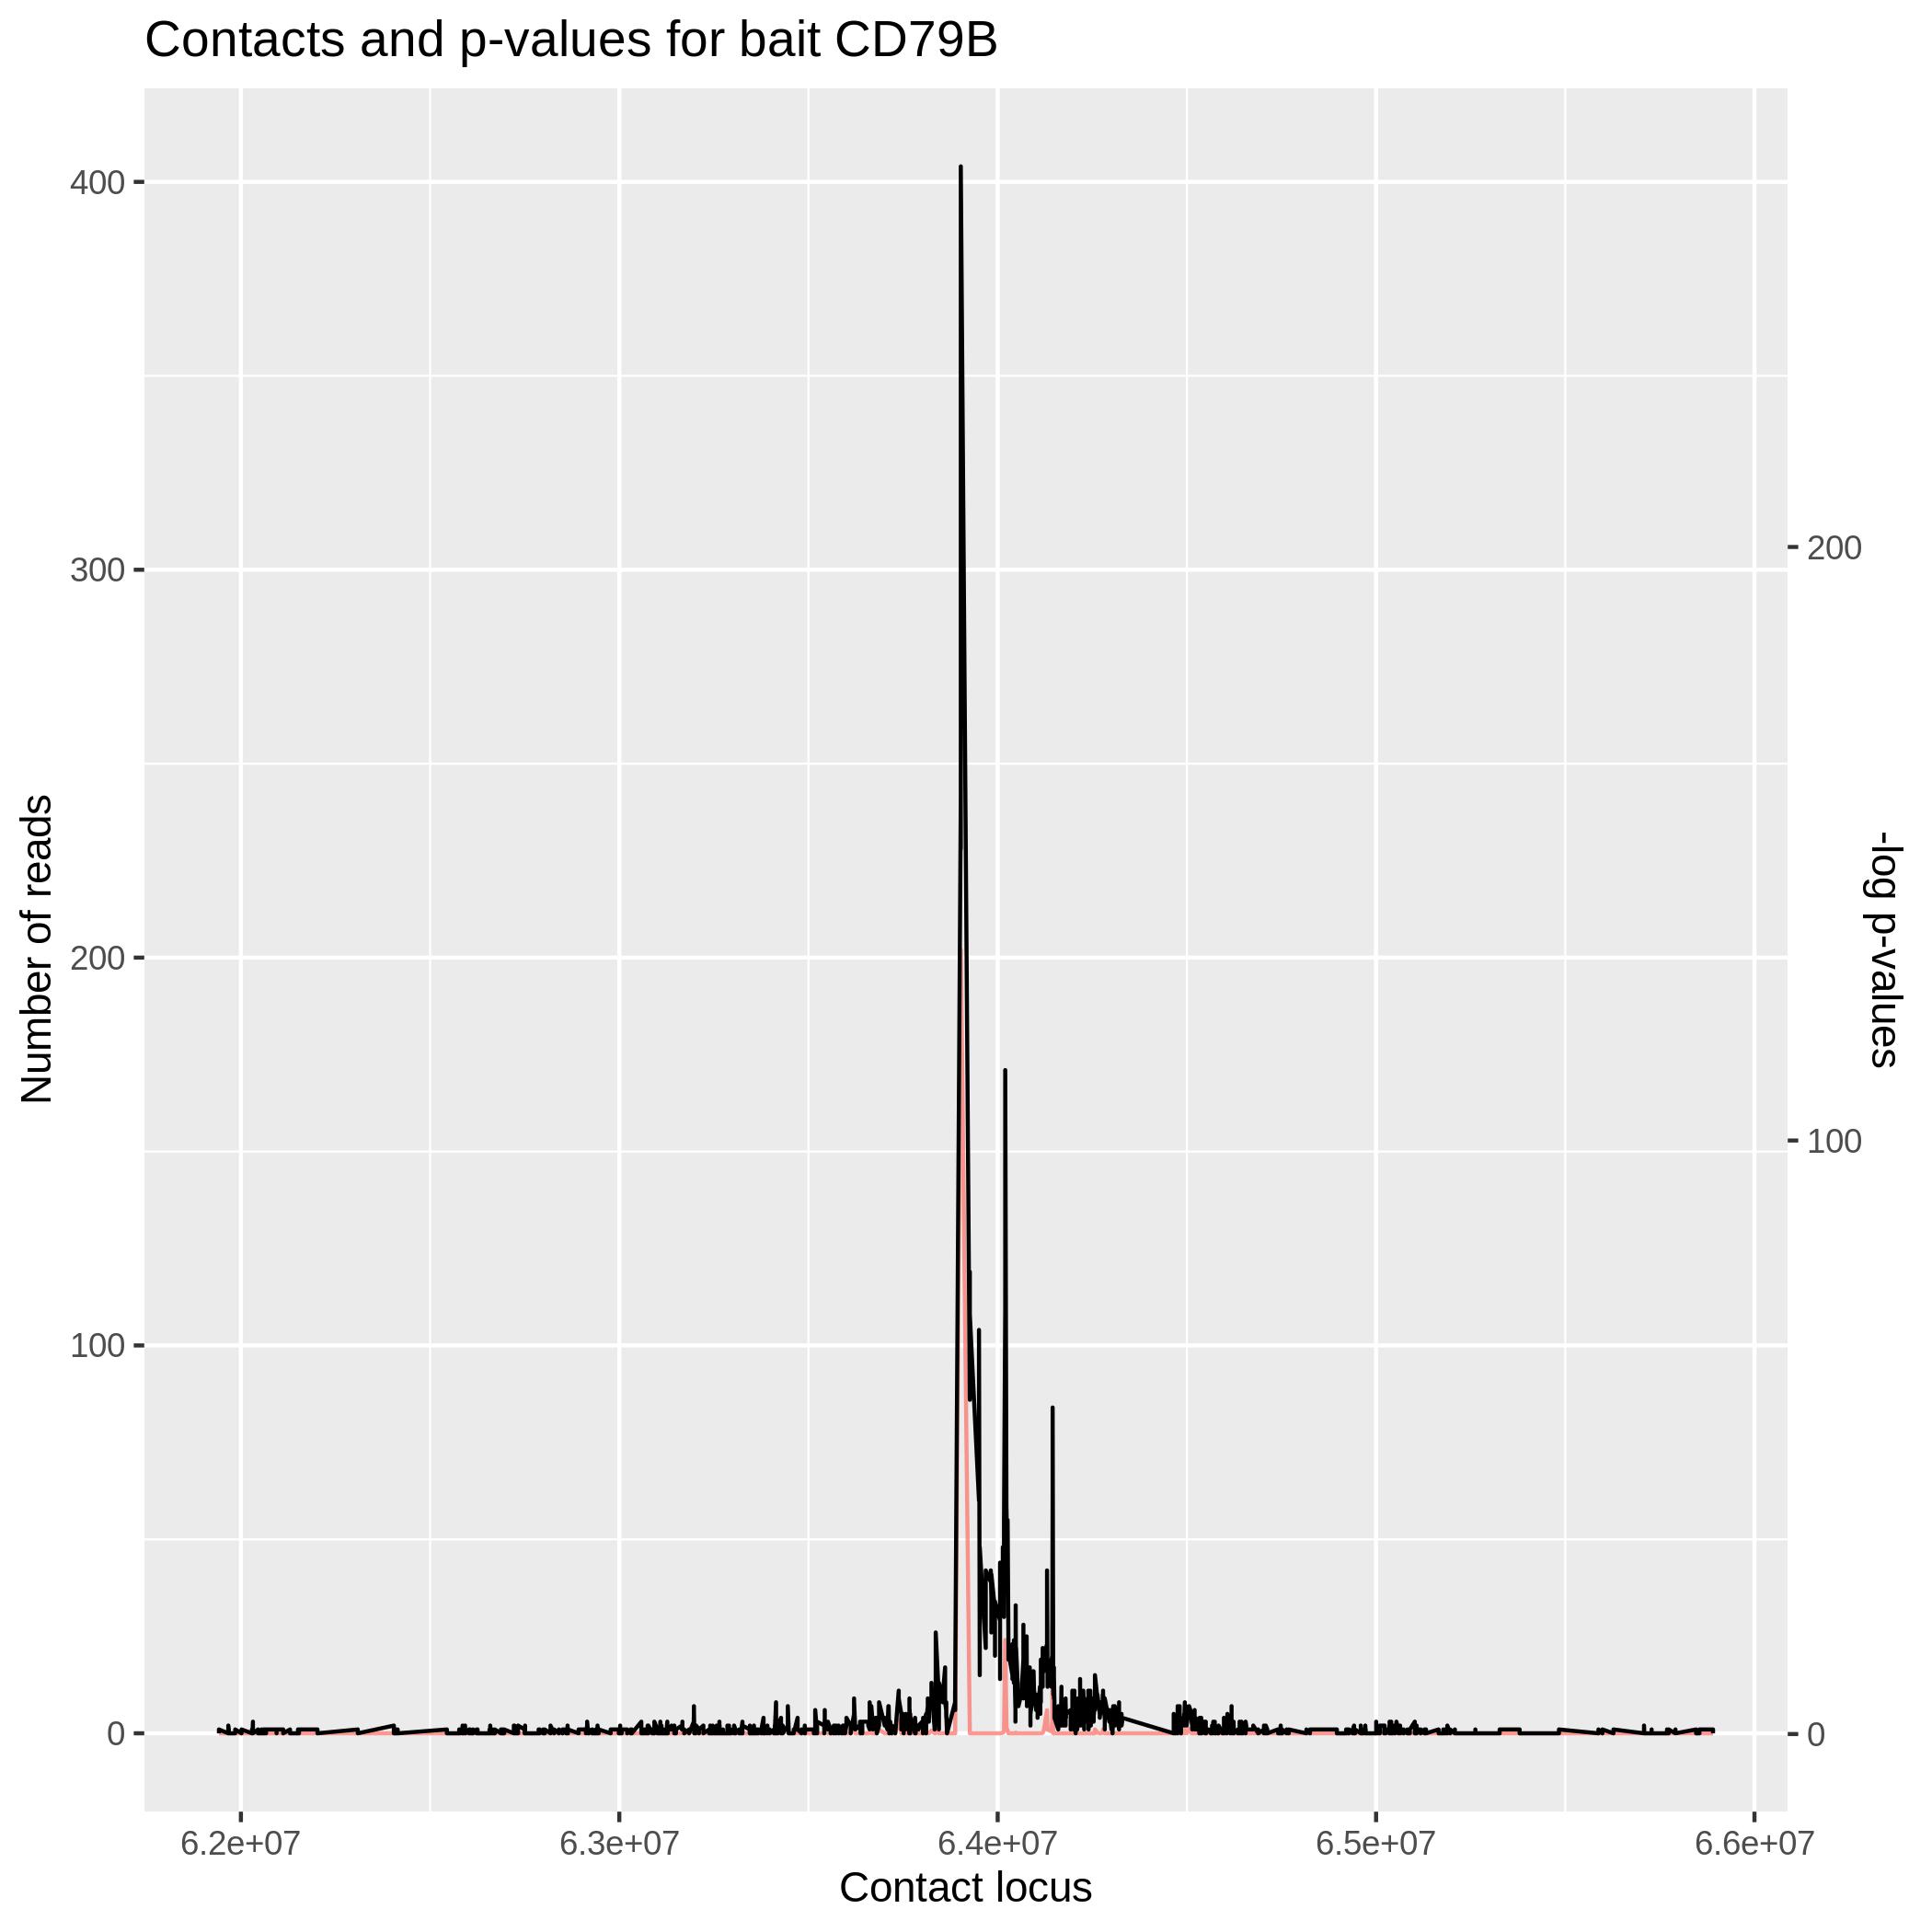 Contacts and p-values for bait CD79B
400
300
200
100
0
Number of reads
200
100
0
-log p-values
6.2e+07
6.3e+07
6.4e+07
6.5e+07
6.6e+07
Contact locus